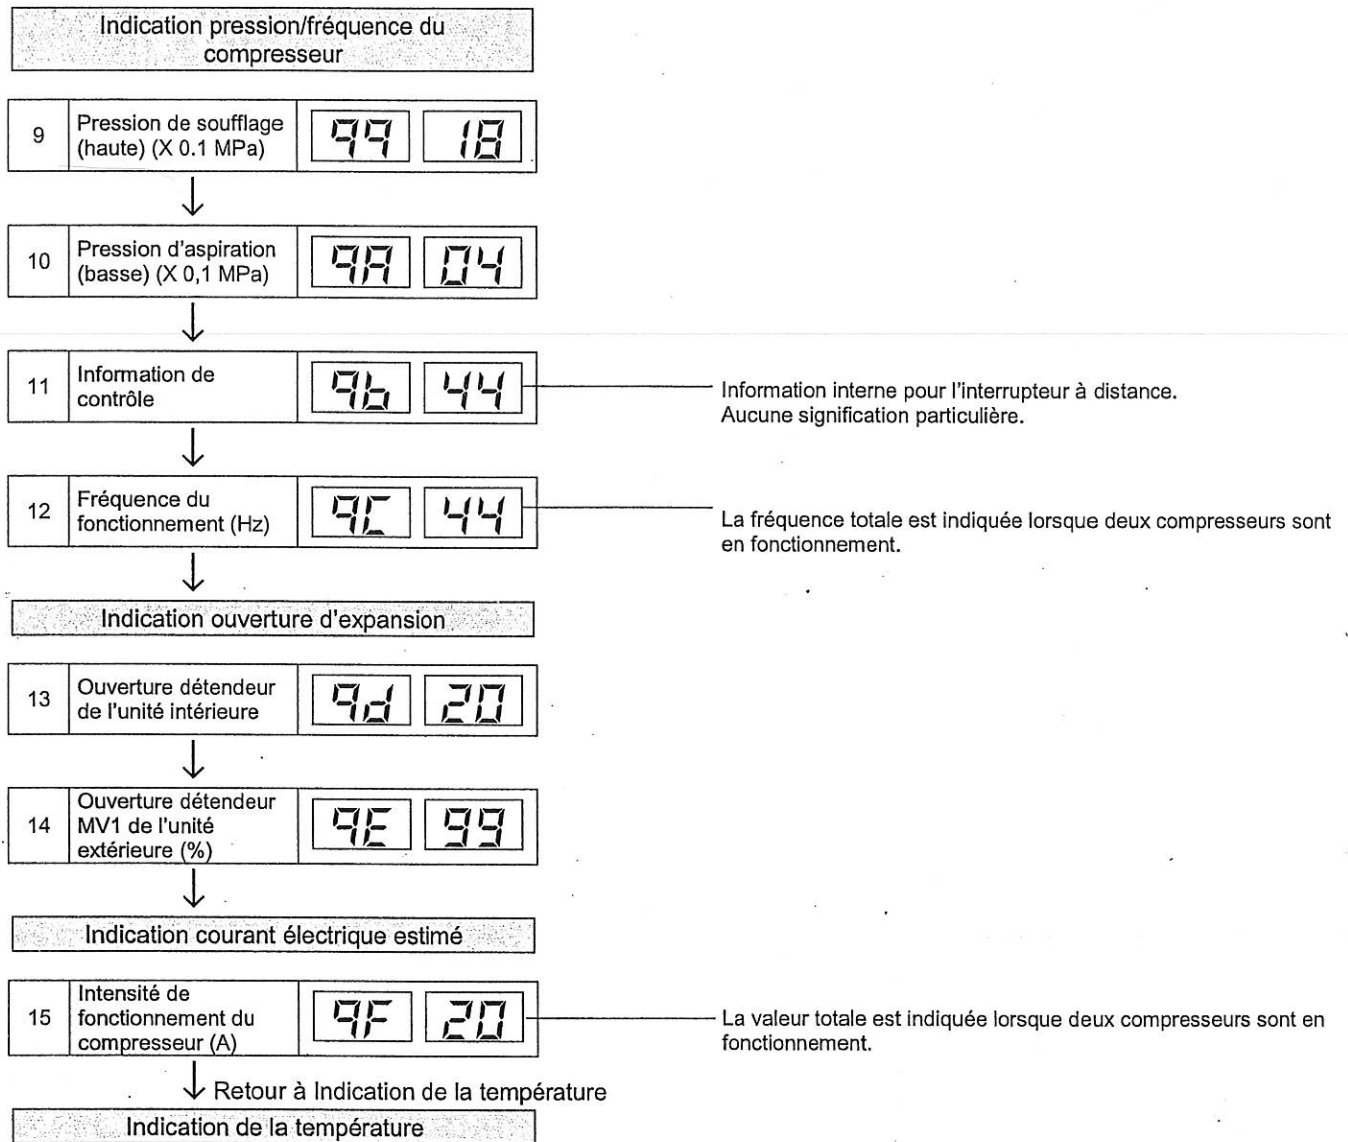 Indication pression/fréquence du
compresseur
9
Pression de soufflage
(haute) (X 0.1 MPa)
99 18
10
Pression d'aspiration
(basse) (X 0,1 MPa)
9A 04
11
Information de
contrôle
9b 44
Information interne pour l'interrupteur à distance.
Aucune signification particulière.
12
Fréquence du
fonctionnement (Hz)
9C 44
La fréquence totale est indiquée lorsque deux compresseurs sont
en fonctionnement.
Indication ouverture d'expansion
13
Ouverture détendeur
de l'unité intérieure
9d 20
14
Ouverture détendeur
MV1 de l'unité
extérieure (%)
9E 99
Indication courant électrique estimé
15
Intensité de
fonctionnement du
compresseur (A)
9F 20
La valeur totale est indiquée lorsque deux compresseurs sont en
fonctionnement.
Retour à Indication de la température
Indication de la température